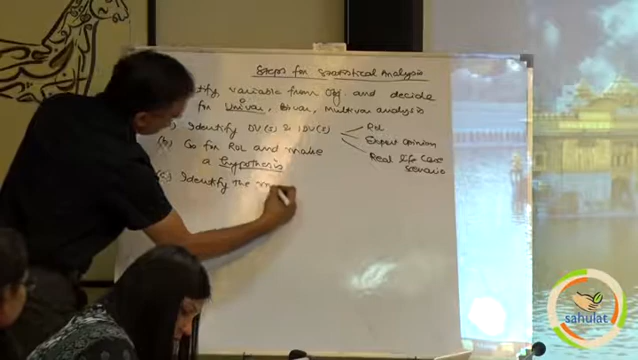 Steps for Statistical Analysis
tify variable from Obj. and decide
for Univar, Bivar, Multivar analysis
) Identify DV(s) & IDV(s)
RoL
Expert Opinion
Real life Case
Scenario
(b) Go for RoL and make
a Hypothesis
(c) Identify the m
sahulat